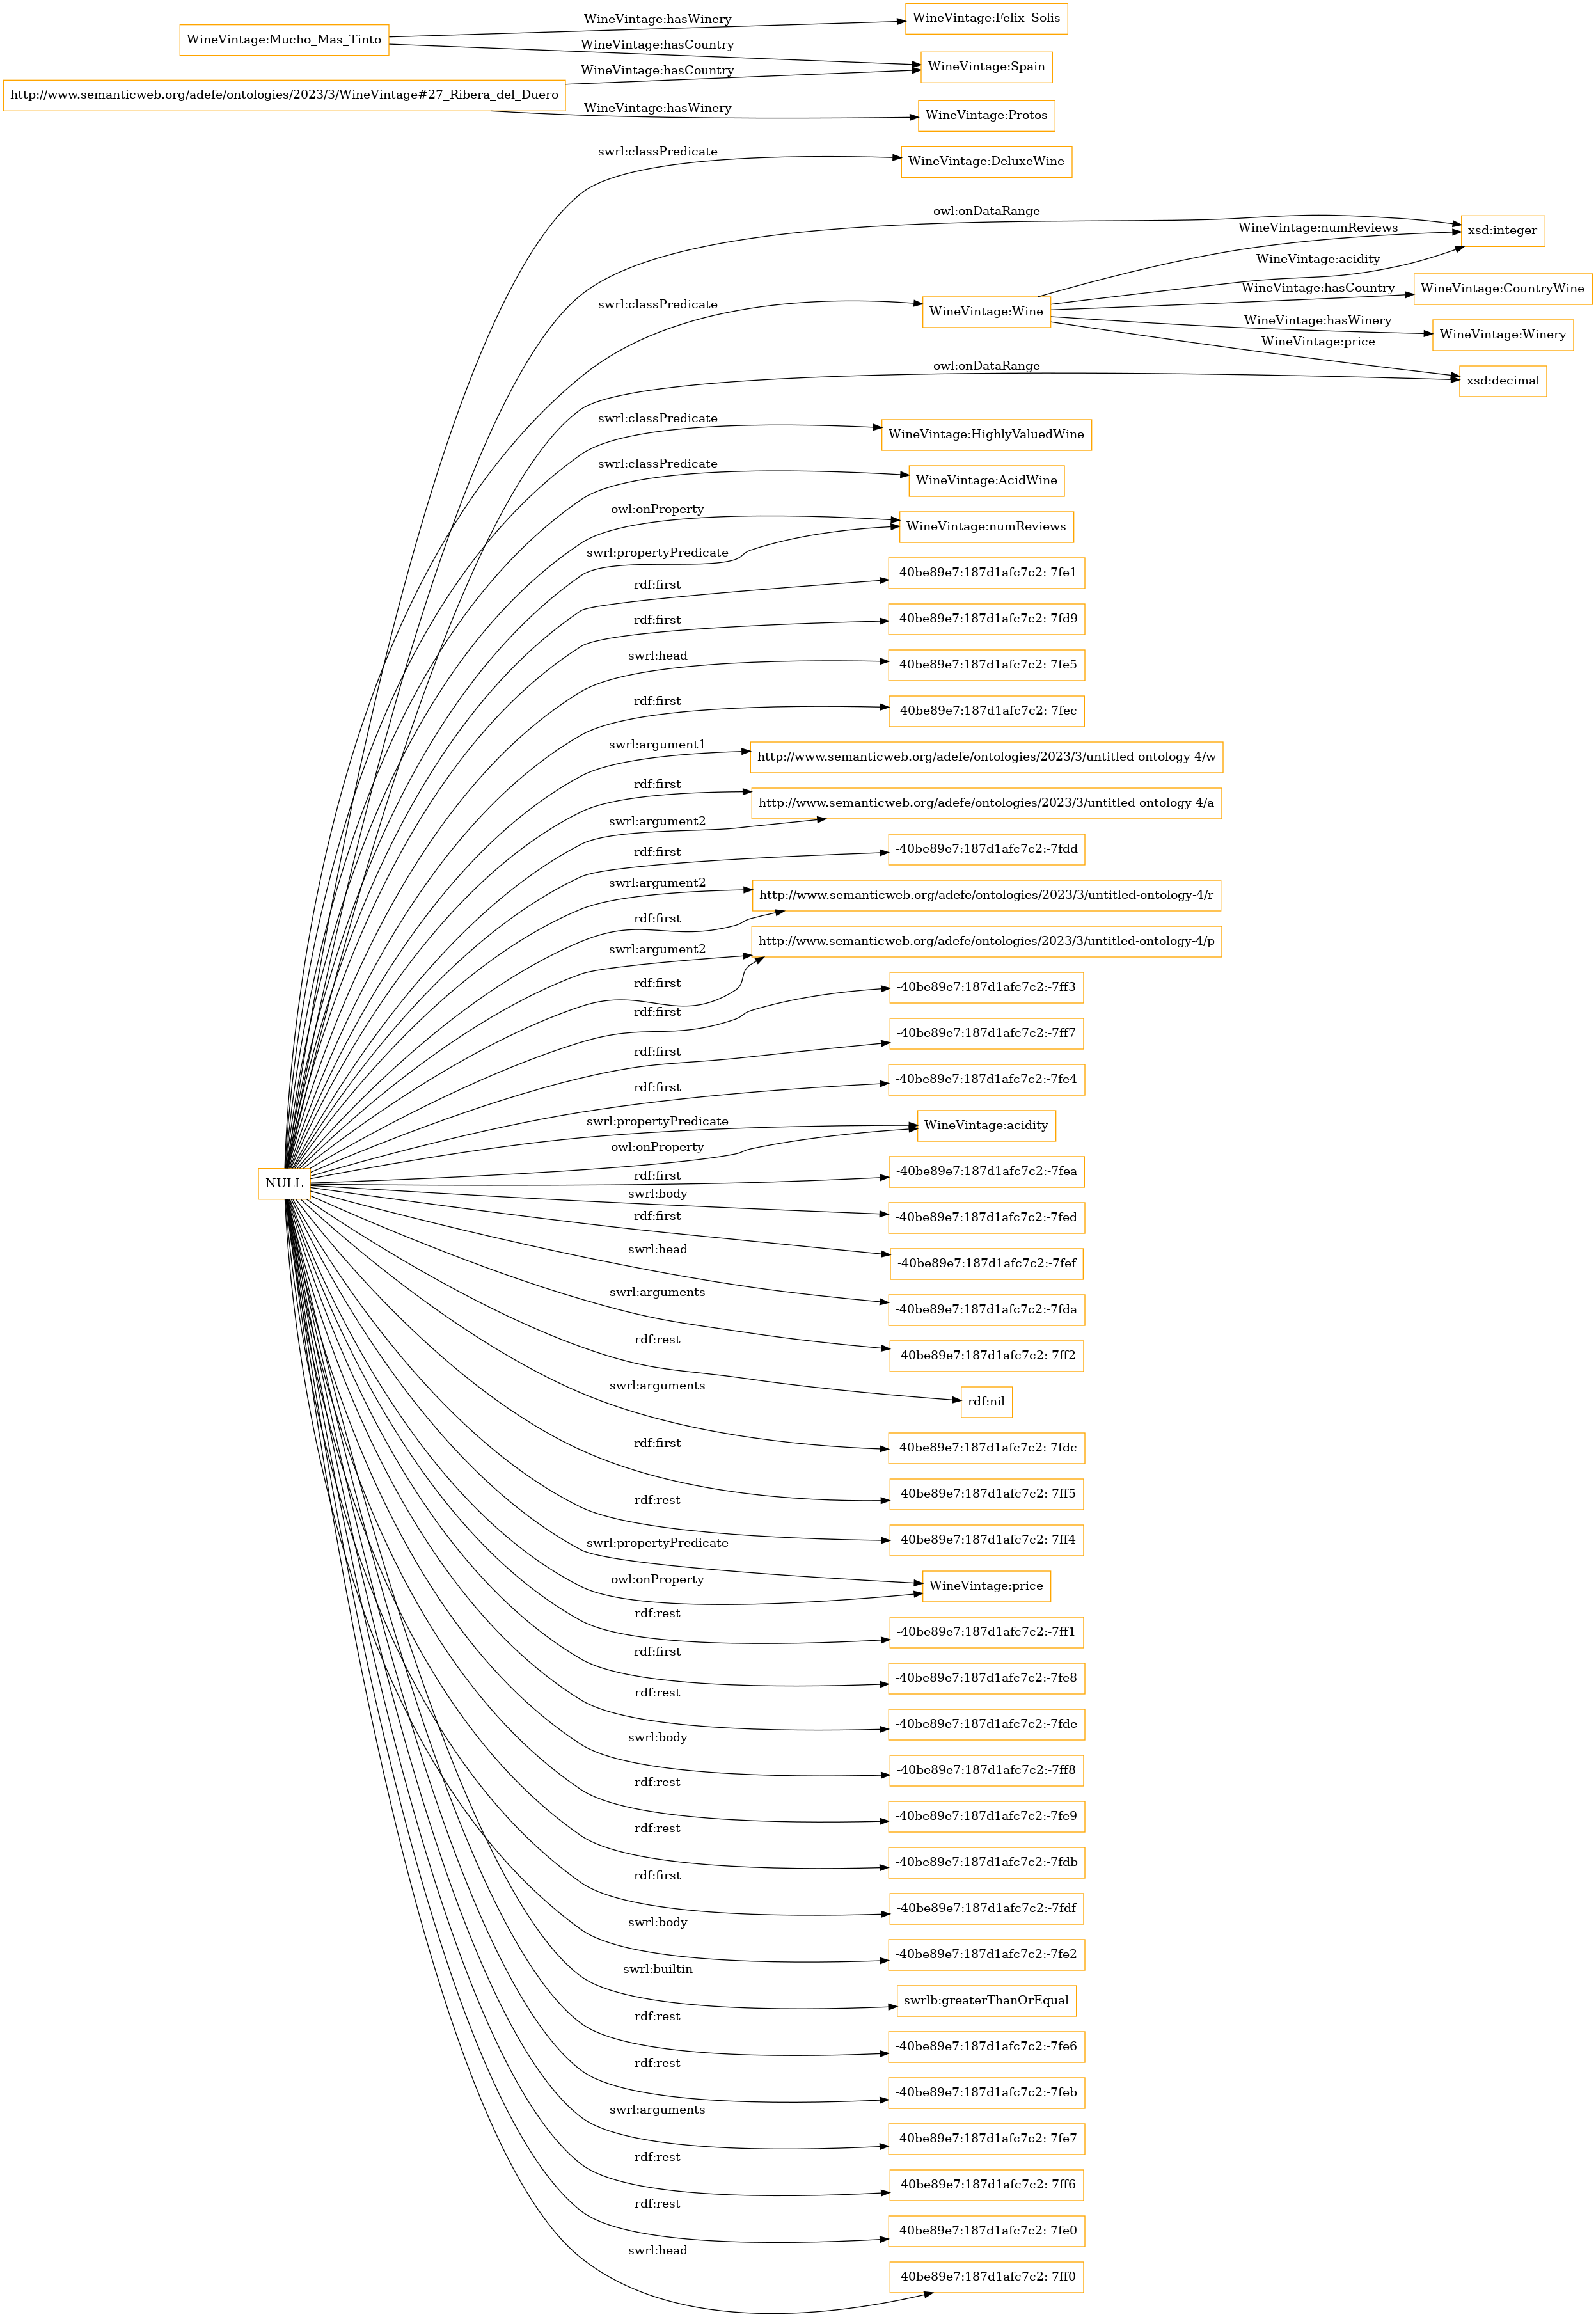 WineVintage:hasWinery
WineVintage:Felix_Solis
WineVintage:Mucho_Mas_Tinto
WineVintage:hasCountry
WineVintage:Spain
WineVintage:hasCountry
http://www.semanticweb.org/adefe/ontologies/2023/3/WineVintage#27_Ribera_del_Duero
WineVintage:hasWinery
WineVintage:Protos
swrl:classPredicate
WineVintage:DeluxeWine
owl:onDataRange
xsd:integer
WineVintage:numReviews
WineVintage:acidity
WineVintage:hasCountry
WineVintage:CountryWine
swrl:classPredicate
WineVintage:Wine
WineVintage:hasWinery
WineVintage:Winery
WineVintage:price
owl:onDataRange
xsd:decimal
swrl:classPredicate
WineVintage:HighlyValuedWine
swrl:classPredicate
WineVintage:AcidWine
owl:onProperty
WineVintage:numReviews
swrl:propertyPredicate
-40be89e7:187d1afc7c2:-7fe1
rdf:first
-40be89e7:187d1afc7c2:-7fd9
rdf:first
swrl:head
-40be89e7:187d1afc7c2:-7fe5
rdf:first
-40be89e7:187d1afc7c2:-7fec
swrl:argument1
http://www.semanticweb.org/adefe/ontologies/2023/3/untitled-ontology-4/w
rdf:first
http://www.semanticweb.org/adefe/ontologies/2023/3/untitled-ontology-4/a
swrl:argument2
rdf:first
-40be89e7:187d1afc7c2:-7fdd
swrl:argument2
http://www.semanticweb.org/adefe/ontologies/2023/3/untitled-ontology-4/r
rdf:first
swrl:argument2
http://www.semanticweb.org/adefe/ontologies/2023/3/untitled-ontology-4/p
rdf:first
rdf:first
-40be89e7:187d1afc7c2:-7ff3
rdf:first
-40be89e7:187d1afc7c2:-7ff7
rdf:first
-40be89e7:187d1afc7c2:-7fe4
swrl:propertyPredicate
WineVintage:acidity
owl:onProperty
NULL
rdf:first
-40be89e7:187d1afc7c2:-7fea
swrl:body
-40be89e7:187d1afc7c2:-7fed
rdf:first
-40be89e7:187d1afc7c2:-7fef
swrl:head
-40be89e7:187d1afc7c2:-7fda
swrl:arguments
-40be89e7:187d1afc7c2:-7ff2
rdf:rest
rdf:nil
swrl:arguments
-40be89e7:187d1afc7c2:-7fdc
rdf:first
-40be89e7:187d1afc7c2:-7ff5
rdf:rest
-40be89e7:187d1afc7c2:-7ff4
swrl:propertyPredicate
WineVintage:price
owl:onProperty
rdf:rest
-40be89e7:187d1afc7c2:-7ff1
rdf:first
-40be89e7:187d1afc7c2:-7fe8
rdf:rest
-40be89e7:187d1afc7c2:-7fde
swrl:body
-40be89e7:187d1afc7c2:-7ff8
rdf:rest
-40be89e7:187d1afc7c2:-7fe9
rdf:rest
-40be89e7:187d1afc7c2:-7fdb
rdf:first
-40be89e7:187d1afc7c2:-7fdf
swrl:body
-40be89e7:187d1afc7c2:-7fe2
swrl:builtin
swrlb:greaterThanOrEqual
rdf:rest
-40be89e7:187d1afc7c2:-7fe6
rdf:rest
-40be89e7:187d1afc7c2:-7feb
swrl:arguments
-40be89e7:187d1afc7c2:-7fe7
rdf:rest
-40be89e7:187d1afc7c2:-7ff6
rdf:rest
-40be89e7:187d1afc7c2:-7fe0
swrl:head
-40be89e7:187d1afc7c2:-7ff0